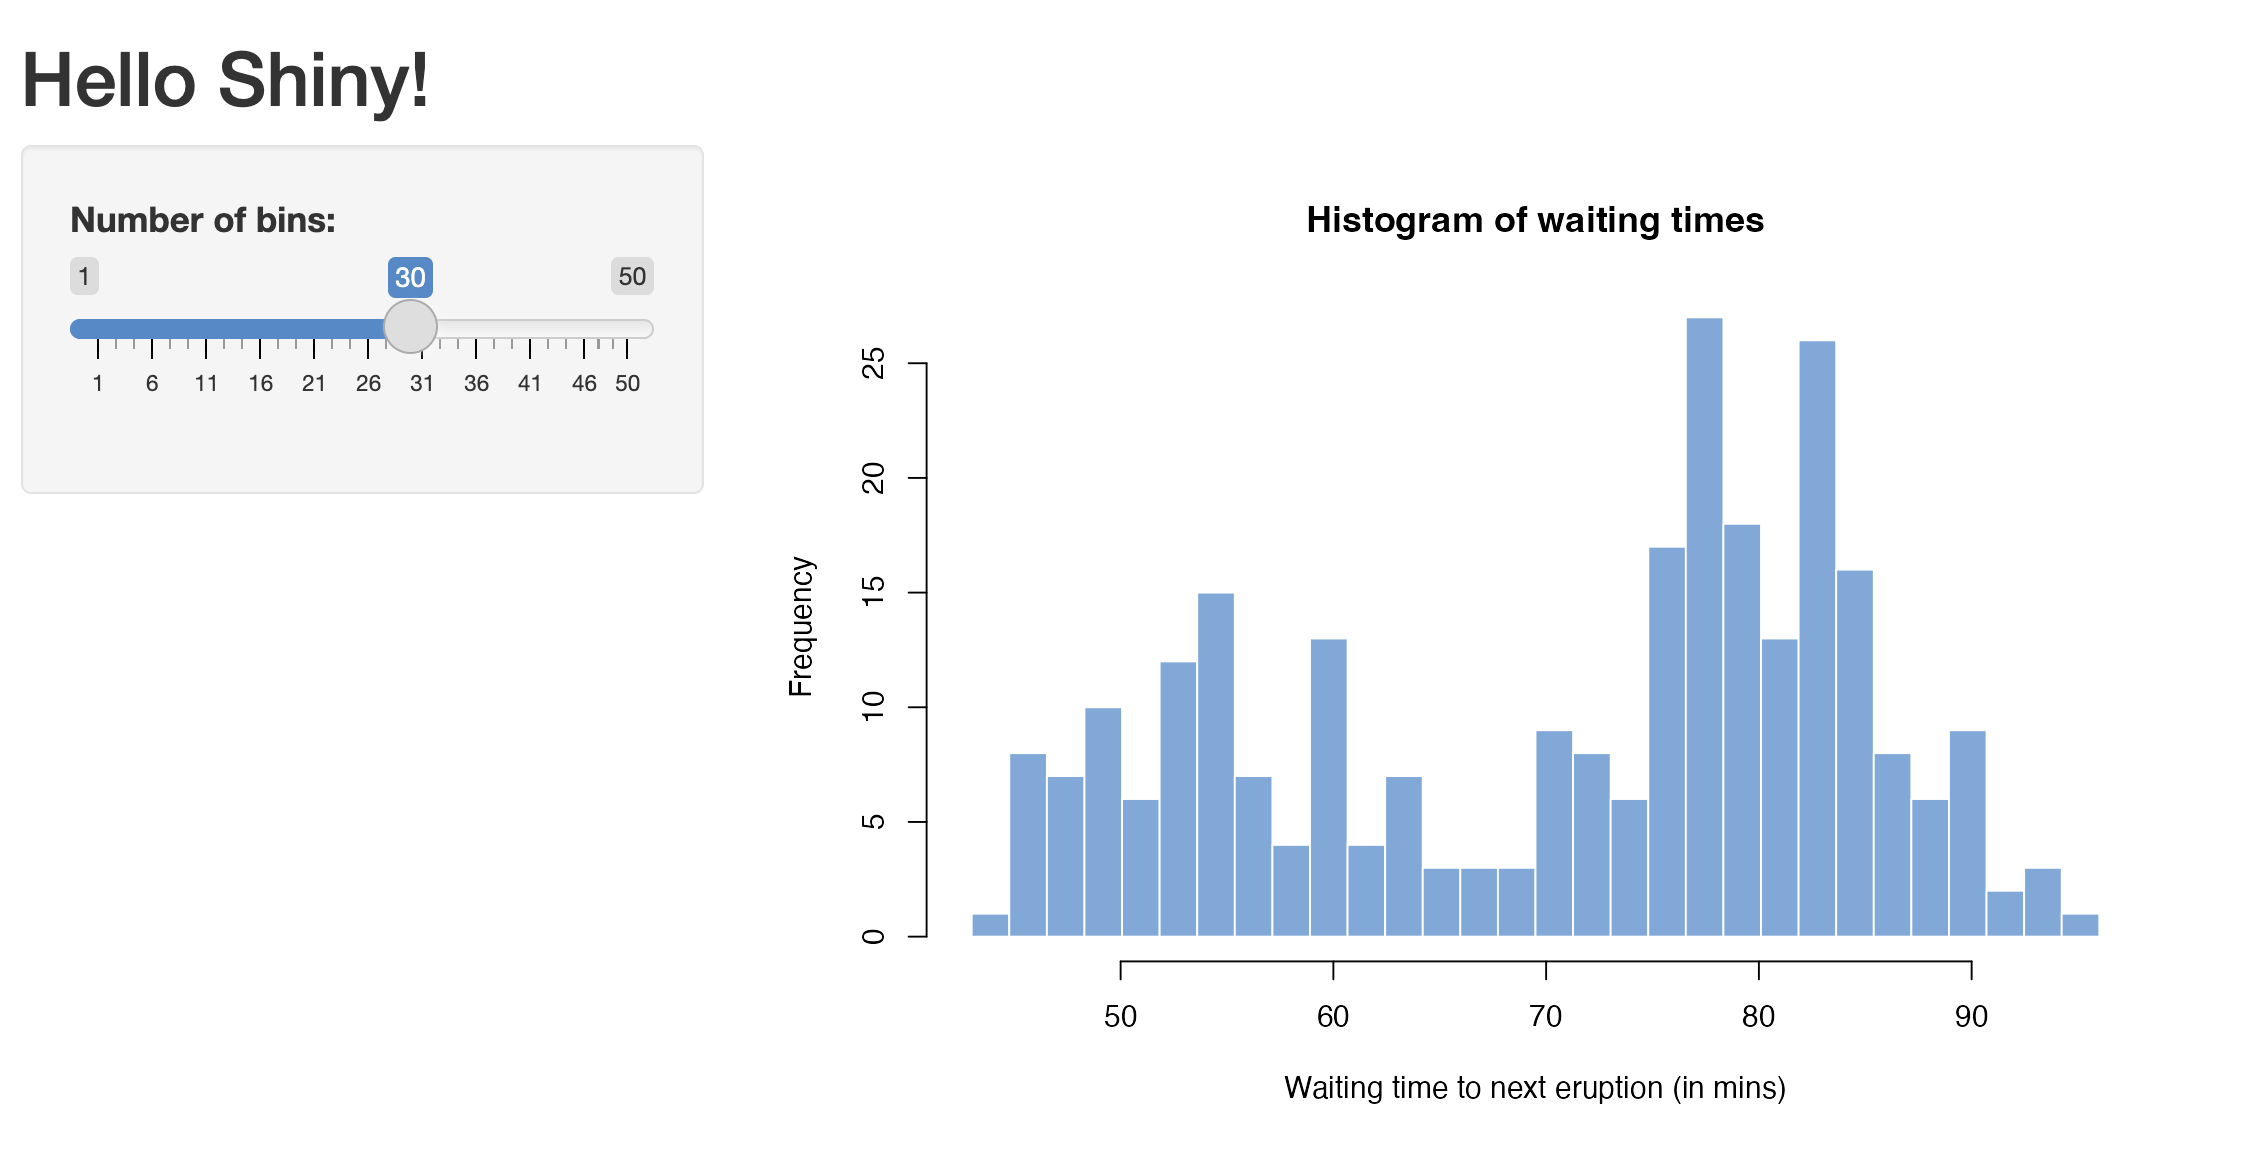 Hello Shiny!
Number of bins:
1 30 50
1 6 11 16 21 26 31 36 41 46 50
Histogram of waiting times
Frequency
25
20
15
10
5
0
50 60 70 80 90
Waiting time to next eruption (in mins)